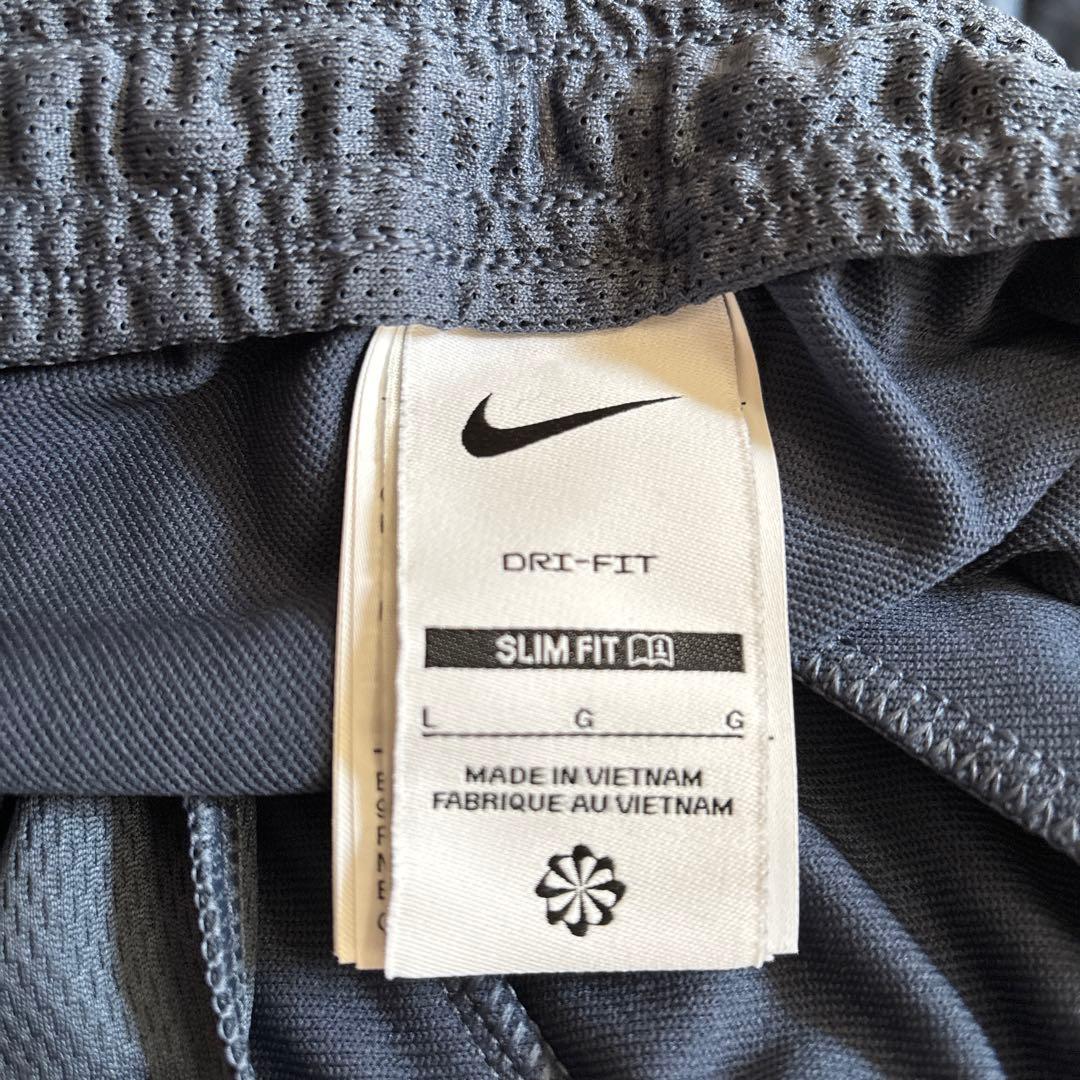 DRI-FIT
SLIM FIT
L G G
MADE IN VIETNAM
FABRIQUE AU VIETNAM